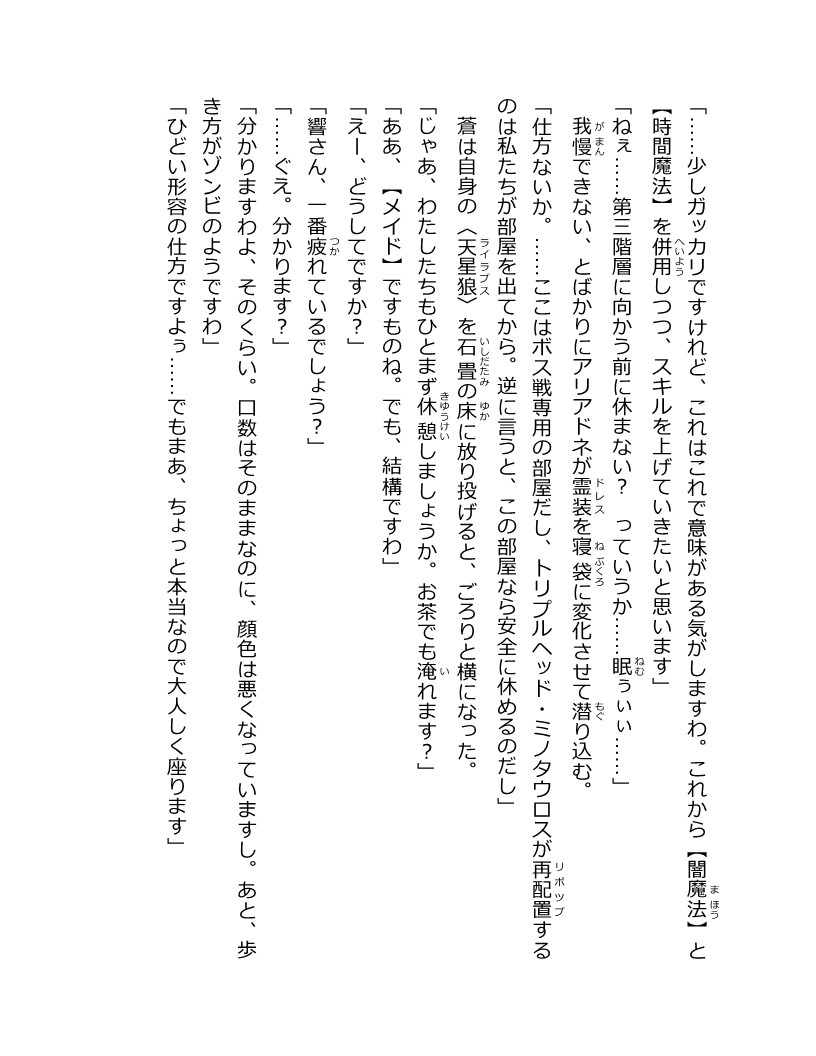 「……少しガッカリですけれど、これはこれで意味がある気がしますわ。これから【闇魔法】と
【時間魔法】を併用しつつ、スキルを上げていきたいと思います」
「ねぇ……第三階層に向かう前に休まない？　っていうか……眠ぅぃぃ……」
　我慢できない、とばかりにアリアドネが霊装を寝袋に変化させて潜り込む。
「仕方ないか。……ここはボス戦専用の部屋だし、トリプルヘッド・ミノタウロスが再配置する
のは私たちが部屋を出てから。逆に言うと、この部屋なら安全に休めるのだし」
　蒼は自身の〈天星狼〉を石畳の床に放り投げると、ごろりと横になった。
「じゃあ、わたしたちもひとまず休憩しましょうか。お茶でも淹れます？」
「ああ、【メイド】ですものね。でも、結構ですわ」
「えー、どうしてですか？」
「響さん、一番疲れているでしょう？」
「……ぐえ。分かります？」
「分かりますわよ、そのくらい。口数はそのままなのに、顔色は悪くなっていますし。あと、歩
き方がゾンビのようですわ」
「ひどい形容の仕方ですよぅ……でもまあ、ちょっと本当なので大人しく座ります」